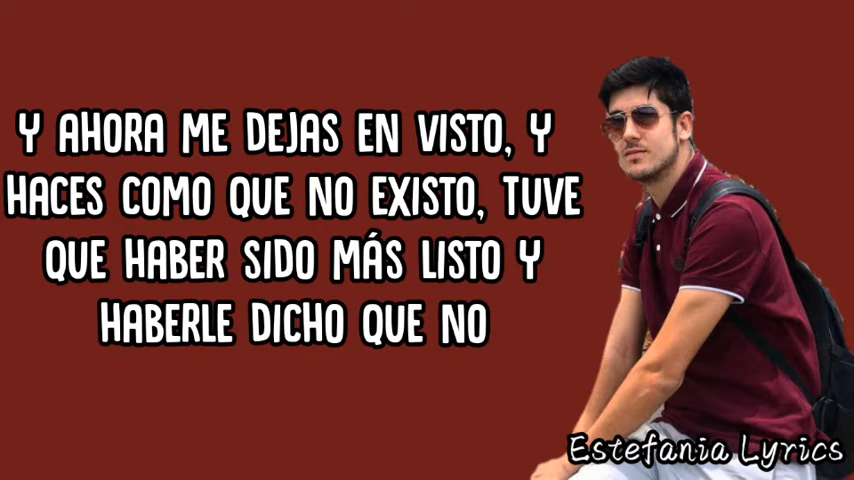 Y AHORA ME DEJAS EN VISTO, Y
HACES COMO QUE NO EXISTO, TUVE
QUE HABER SIDO MÁS LISTO Y
HABERLE DICHO QUE NO
Estefania Lyrics